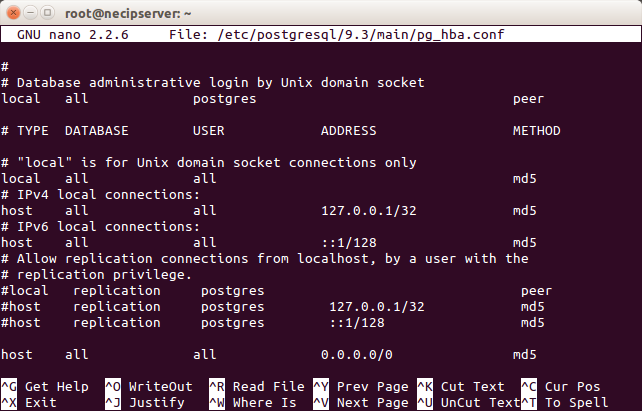 root@necipserver: ~
GNU nano 2.2.6     File: /etc/postgresql/9.3/main/pg_hba.conf
#
# Database administrative login by Unix domain socket
local   all             postgres                                peer
# TYPE  DATABASE        USER            ADDRESS                 METHOD
# "local" is for Unix domain socket connections only
local   all             all                                     md5
# IPv4 local connections:
host    all             all             127.0.0.1/32            md5
# IPv6 local connections:
host    all             all             ::1/128                 md5
# Allow replication connections from localhost, by a user with the
# replication privilege.
#local   replication     postgres                                peer
#host    replication     postgres        127.0.0.1/32            md5
#host    replication     postgres        ::1/128                 md5
host    all             all             0.0.0.0/0               md5
^G Get Help  ^O WriteOut  ^R Read File ^Y Prev Page ^K Cut Text  ^C Cur Pos
^X Exit      ^J Justify   ^W Where Is  ^V Next Page ^U UnCut Text^T To Spell